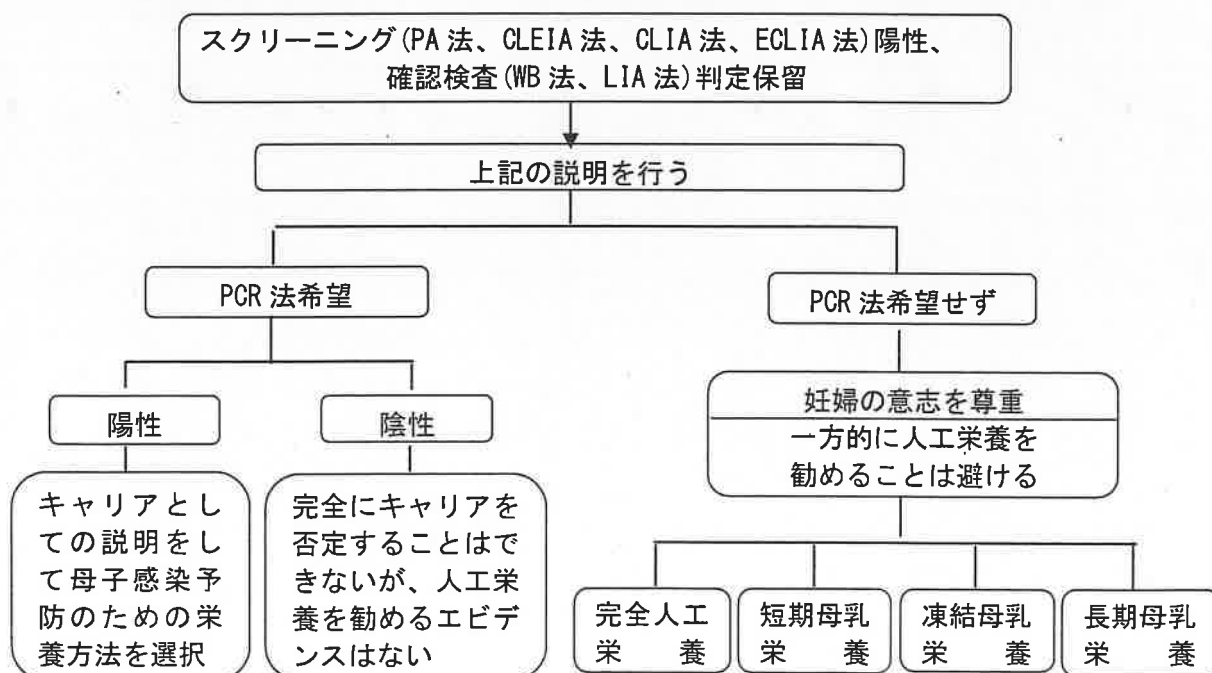 スクリーニング(PA法、CLEIA法、CLIA法、ECLIA法)陽性、
確認検査(WB法、LIA法)判定保留
上記の説明を行う
PCR法希望
PCR法希望せず
陽性
陰性
妊婦の意志を尊重
一方的に人工栄養を
勧めることは避ける
キャリアとし
ての説明をし
て母子感染予
防のための栄
養方法を選択
完全にキャリアを
否定することはで
きないが、人工栄
養を勧めるエビデ
ンスはない
完全人工
栄養
短期母乳
栄養
凍結母乳
栄養
長期母乳
栄養